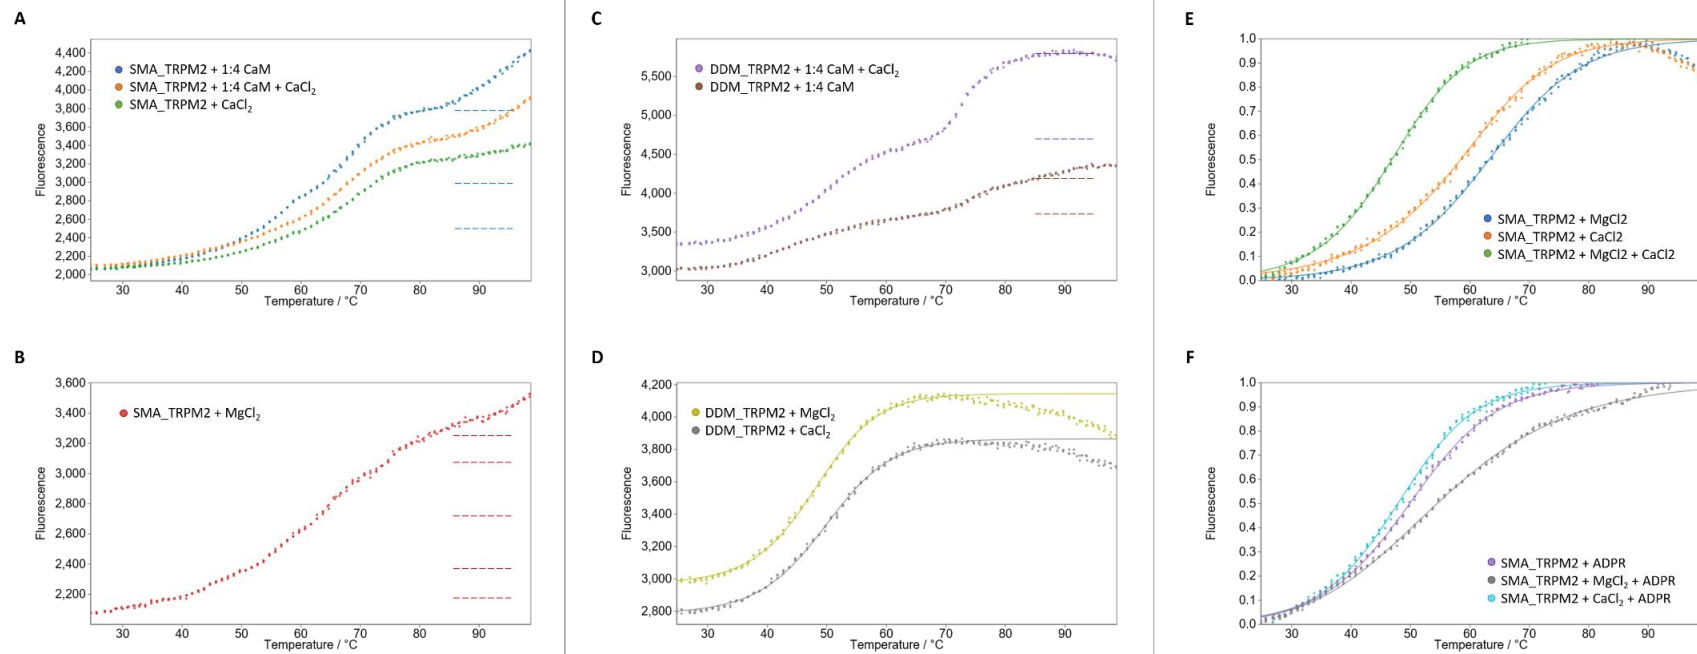 A
4,400
4,200
4,000
3,800
3,600
3,400
3,200
3,000
2,800
2,600
2,400
2,200
2,000
Fluorescence
SMA_TRPM2 + 1:4 CaM
SMA_TRPM2 + 1:4 CaM + CaCl₂
SMA_TRPM2 + CaCl₂
30 40 50 60 70 80 90
Temperature / °C
B
3,600
3,400
3,200
3,000
2,800
2,600
2,400
2,200
Fluorescence
SMA_TRPM2 + MgCl₂
30 40 50 60 70 80 90
Temperature / °C
C
5,500
5,000
4,500
4,000
3,500
3,000
Fluorescence
DDM_TRPM2 + 1:4 CaM + CaCl₂
DDM_TRPM2 + 1:4 CaM
30 40 50 60 70 80 90
Temperature / °C
D
4,200
4,000
3,800
3,600
3,400
3,200
3,000
2,800
Fluorescence
DDM_TRPM2 + MgCl₂
DDM_TRPM2 + CaCl₂
30 40 50 60 70 80 90
Temperature / °C
E
1.0
0.9
0.8
0.7
0.6
0.5
0.4
0.3
0.2
0.1
0.0
Fluorescence
SMA_TRPM2 + MgCl2
SMA_TRPM2 + CaCl2
SMA_TRPM2 + MgCl2 + CaCl2
30 40 50 60 70 80 90
Temperature / °C
F
1.0
0.9
0.8
0.7
0.6
0.5
0.4
0.3
0.2
0.1
0.0
Fluorescence
SMA_TRPM2 + ADPR
SMA_TRPM2 + MgCl₂ + ADPR
SMA_TRPM2 + CaCl₂ + ADPR
30 40 50 60 70 80 90
Temperature / °C